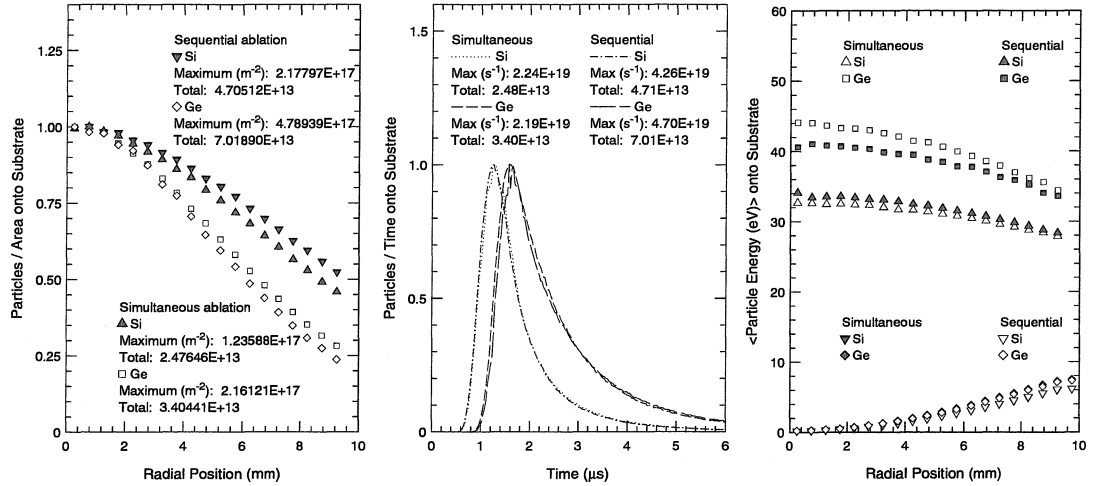 Particles / Area onto Substrate
1.25
1.00
0.75
0.50
0.25
0
Sequential ablation
Si
Maximum (m⁻²): 2.17797E+17
Total: 4.70512E+13
Ge
Maximum (m⁻²): 4.78939E+17
Total: 7.01890E+13
Simultaneous ablation
Si
Maximum (m⁻²): 1.23588E+17
Total: 2.47646E+13
Ge
Maximum (m⁻²): 2.16121E+17
Total: 3.40441E+13
0 2 4 6 8 10
Radial Position (mm)
Particles / Time onto Substrate
1.5
1.0
0.5
0
Simultaneous
Si
Max (s⁻¹): 2.24E+19
Total: 2.48E+13
Ge
Max (s⁻¹): 2.19E+19
Total: 3.40E+13
Sequential
Si
Max (s⁻¹): 4.26E+19
Total: 4.71E+13
Ge
Max (s⁻¹): 4.70E+19
Total: 7.01E+13
0 1 2 3 4 5 6
Time (μs)
<Particle Energy (eV)> onto Substrate
60
50
40
30
20
10
0
Simultaneous
Si
Ge
Sequential
Si
Ge
Simultaneous
Si
Ge
Sequential
Si
Ge
0 2 4 6 8 10
Radial Position (mm)